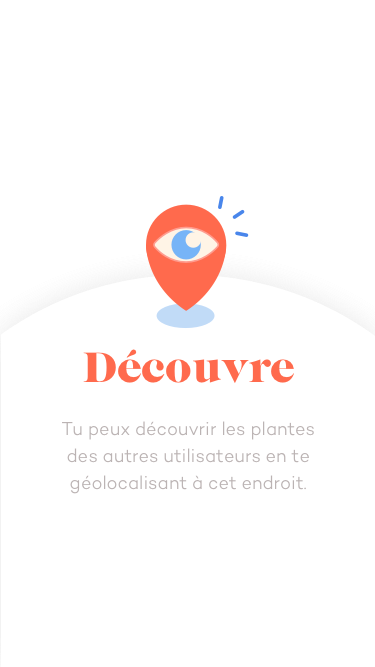 Découvre
Tu peux découvrir les plantes
des autres utilisateurs en te
géolocalisant à cet endroit.